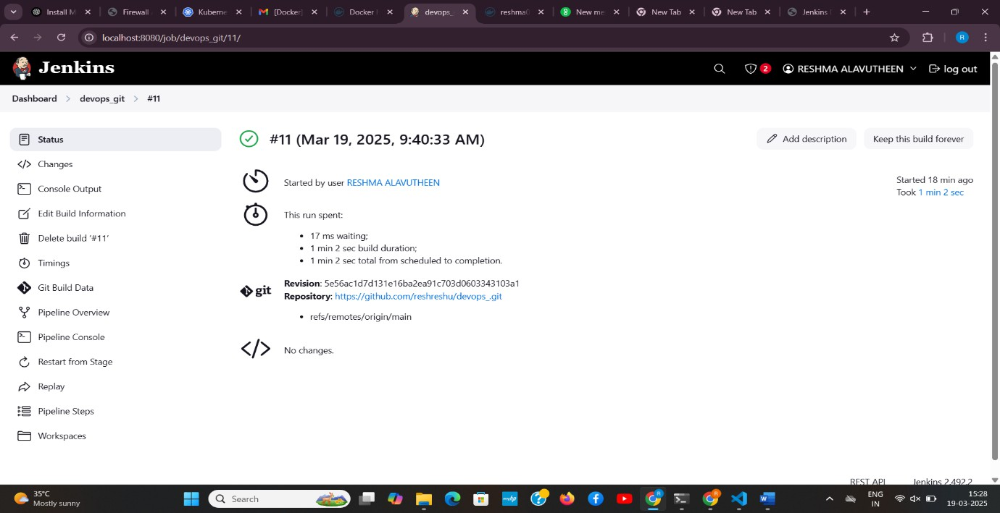 Install M
Firewall
Kuberne
[Docker]
Docker
devops_
reshma0
New me
New Tab
New Tab
Jenkins
localhost:8080/job/devops_git/11/
R
Jenkins
2
RESHMA ALAVUTHEEN
log out
Dashboard > devops_git > #11
Status
Changes
Console Output
Edit Build Information
Delete build ‘#11’
Timings
Git Build Data
Pipeline Overview
Pipeline Console
Restart from Stage
Replay
Pipeline Steps
Workspaces
#11 (Mar 19, 2025, 9:40:33 AM)
Add description
Keep this build forever
Started by user RESHMA ALAVUTHEEN
Started 18 min ago
Took 1 min 2 sec
This run spent:
17 ms waiting;
1 min 2 sec build duration;
1 min 2 sec total from scheduled to completion.
git
Revision: 5e56ac1d7d131e16ba2ea91c703d0603343103a1
Repository: https://github.com/reshreshu/devops_.git
refs/remotes/origin/main
No changes.
REST API
Jenkins 2.492.2
35°C
Mostly sunny
Search
ENG
IN
15:28
19-03-2025